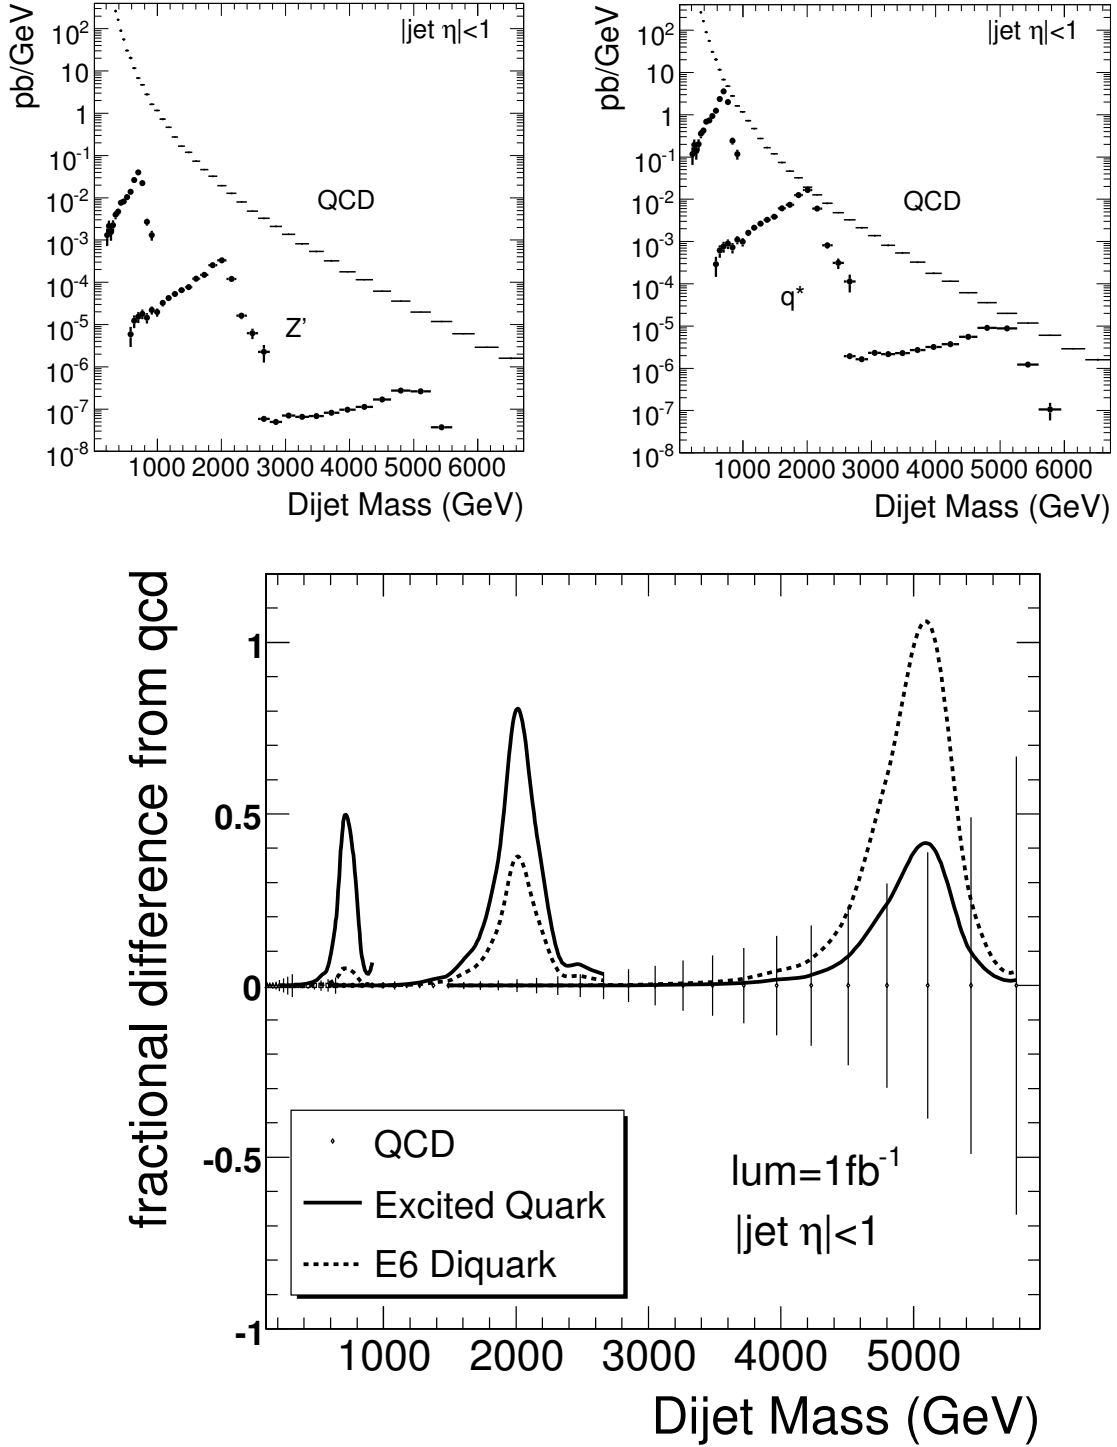 |jet η|<1
pb/GeV
10²
10
1
10⁻¹
10⁻²
10⁻³
10⁻⁴
10⁻⁵
10⁻⁶
10⁻⁷
10⁻⁸
QCD
Z'
1000 2000 3000 4000 5000 6000
Dijet Mass (GeV)
|jet η|<1
pb/GeV
10²
10
1
10⁻¹
10⁻²
10⁻³
10⁻⁴
10⁻⁵
10⁻⁶
10⁻⁷
10⁻⁸
QCD
q*
1000 2000 3000 4000 5000 6000
Dijet Mass (GeV)
fractional difference from qcd
1
0.5
0
-0.5
-1
QCD
Excited Quark
E6 Diquark
lum=1fb⁻¹
|jet η|<1
1000 2000 3000 4000 5000
Dijet Mass (GeV)